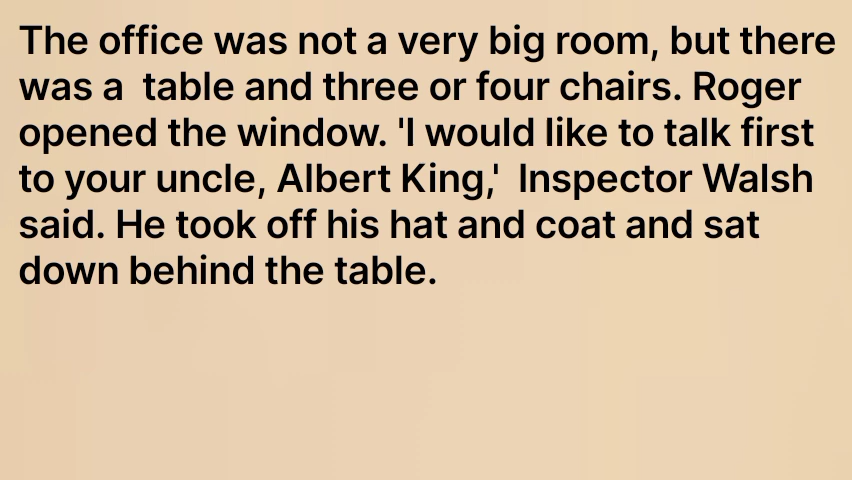 The office was not a very big room, but there
was a  table and three or four chairs. Roger
opened the window. 'I would like to talk first
to your uncle, Albert King,'  Inspector Walsh
said. He took off his hat and coat and sat
down behind the table.